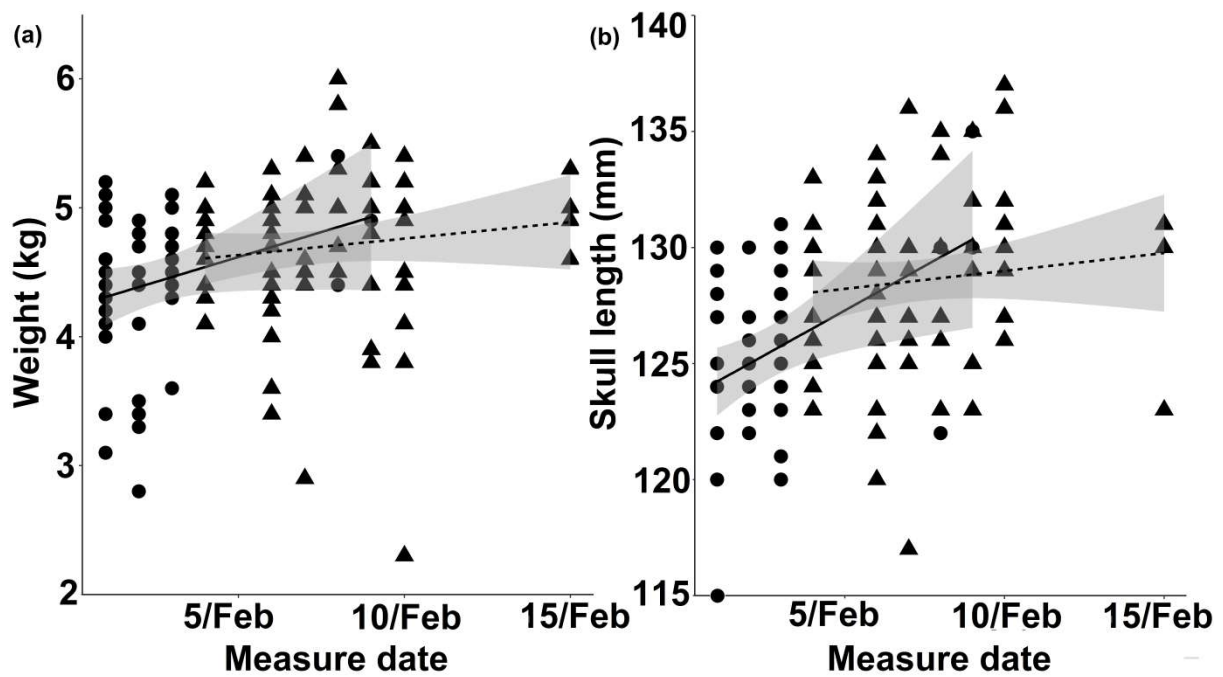 (a)
Weight (kg)
6
5
4
3
2
5/Feb 10/Feb 15/Feb
Measure date
(b)
Skull length (mm)
140
135
130
125
120
115
5/Feb 10/Feb 15/Feb
Measure date